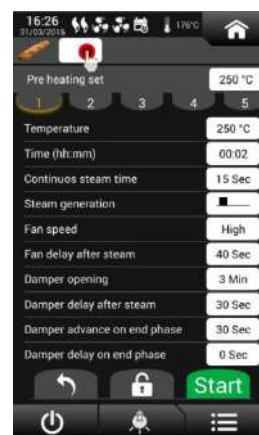 16:26
31/03/2015 176°C
Pre heating set 250 °C
1 2 3 4 5
Temperature 250 °C
Time (hh:mm) 00:02
Continuos steam time 15 Sec
Steam generation
Fan speed High
Fan delay after steam 40 Sec
Damper opening 3 Min
Damper delay after steam 30 Sec
Damper advance on end phase 30 Sec
Damper delay on end phase 0 Sec
Start